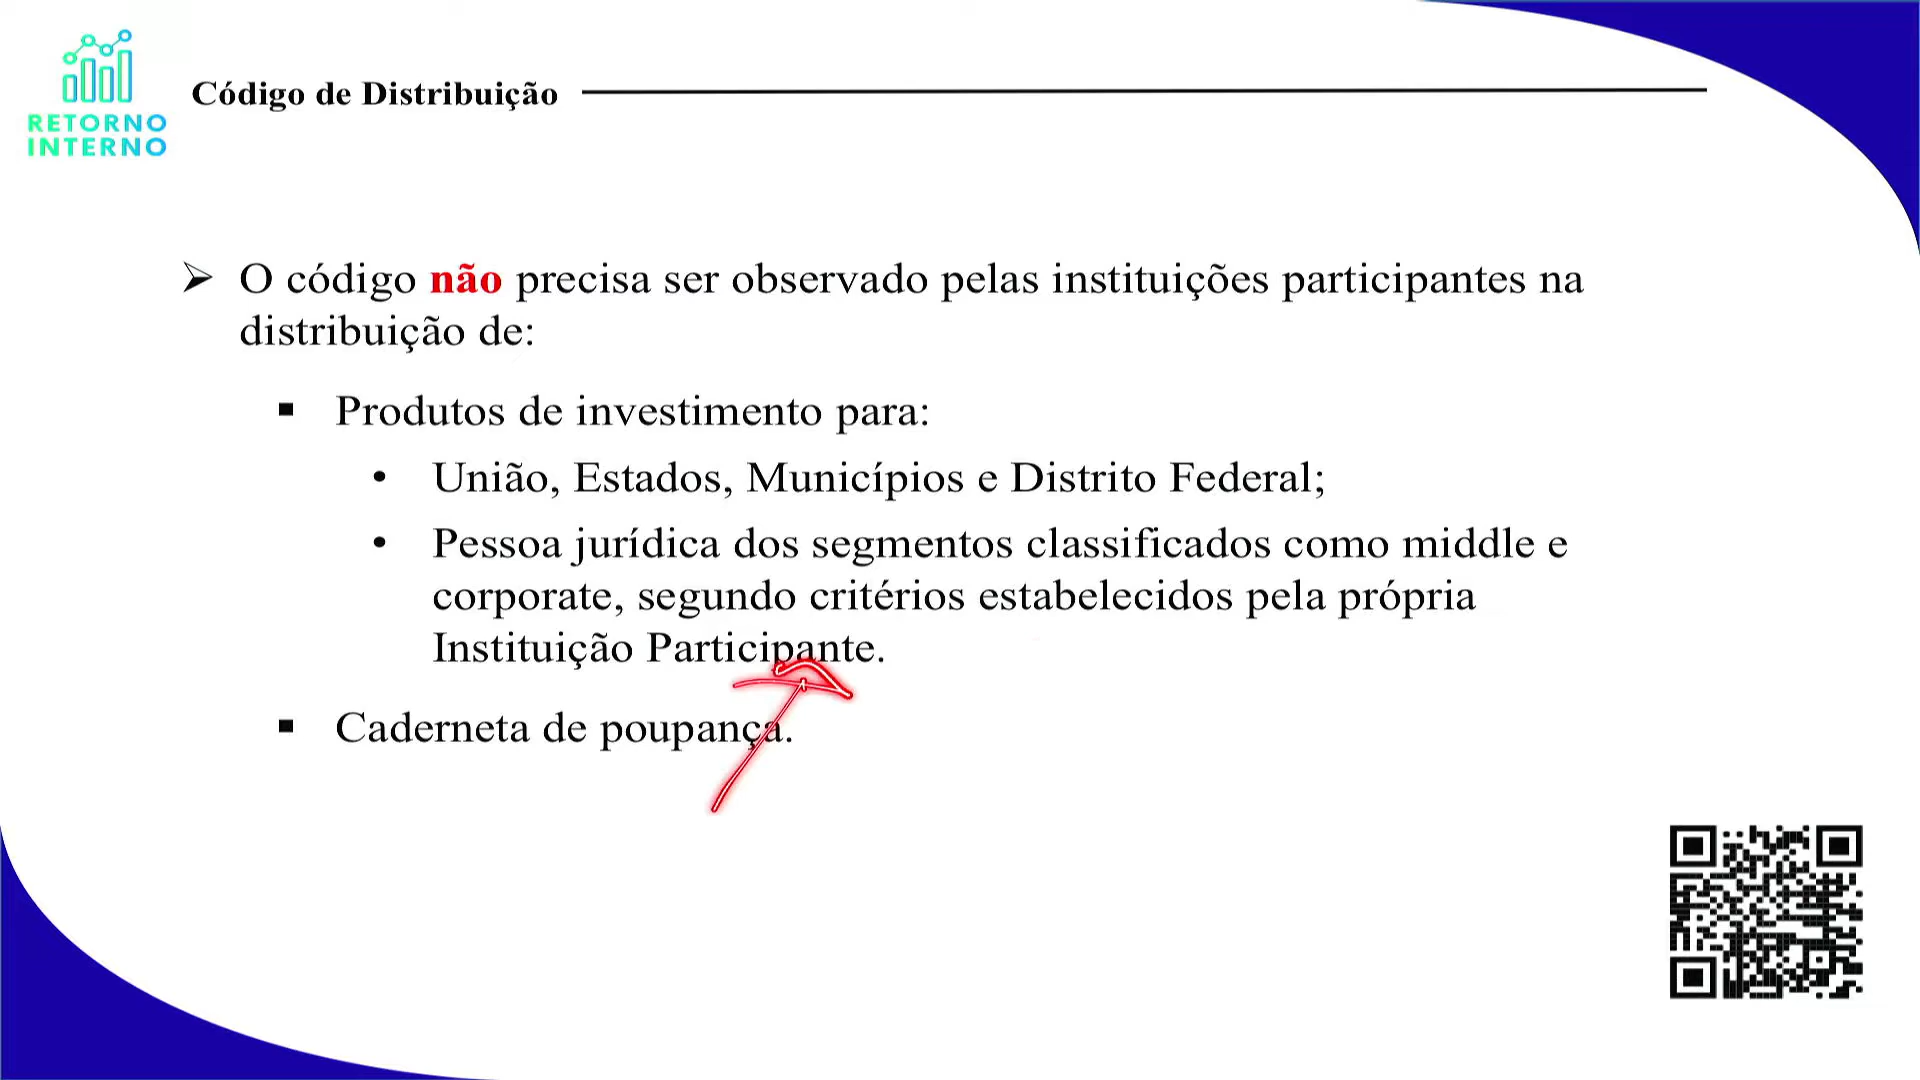 RETORNO
INTERNO
Código de Distribuição
➢ O código não precisa ser observado pelas instituições participantes na
distribuição de:
▪ Produtos de investimento para:
• União, Estados, Municípios e Distrito Federal;
• Pessoa jurídica dos segmentos classificados como middle e
corporate, segundo critérios estabelecidos pela própria
Instituição Participante.
▪ Caderneta de poupança.